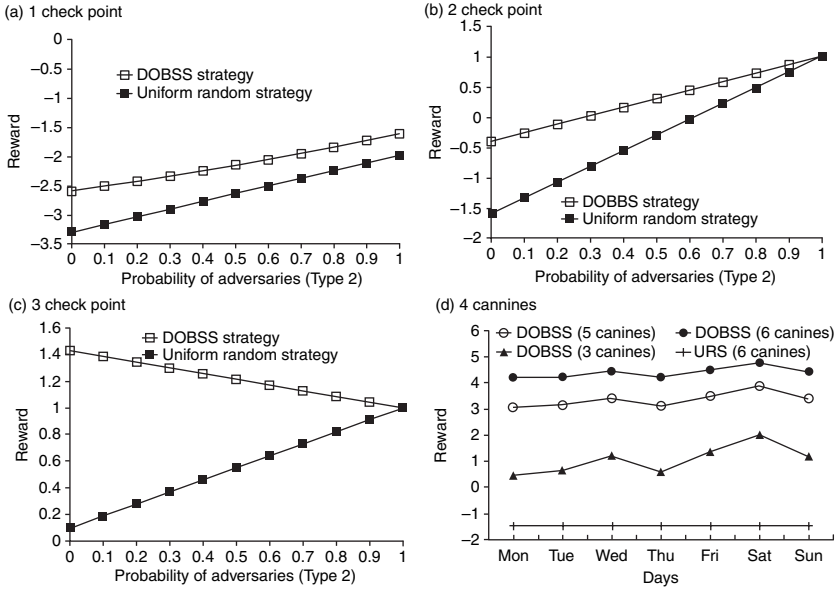 (a) 1 check point
0
–0.5
–1
–1.5
–2
–2.5
–3
–3.5
Reward
DOBSS strategy
Uniform random strategy
0 0.1 0.2 0.3 0.4 0.5 0.6 0.7 0.8 0.9 1
Probability of adversaries (Type 2)
(b) 2 check point
1.5
1
0.5
0
–0.5
–1
–1.5
–2
Reward
DOBBS strategy
Uniform random strategy
0 0.1 0.2 0.3 0.4 0.5 0.6 0.7 0.8 0.9 1
Probability of adversaries (Type 2)
(c) 3 check point
1.6
1.4
1.2
1
0.8
0.6
0.4
0.2
0
Reward
DOBSS strategy
Uniform random strategy
0 0.1 0.2 0.3 0.4 0.5 0.6 0.7 0.8 0.9 1
Probability of adversaries (Type 2)
(d) 4 cannines
6
5
4
3
2
1
0
–1
–2
Reward
DOBSS (5 canines) DOBSS (6 canines)
DOBSS (3 canines) URS (6 canines)
Mon Tue Wed Thu Fri Sat Sun
Days